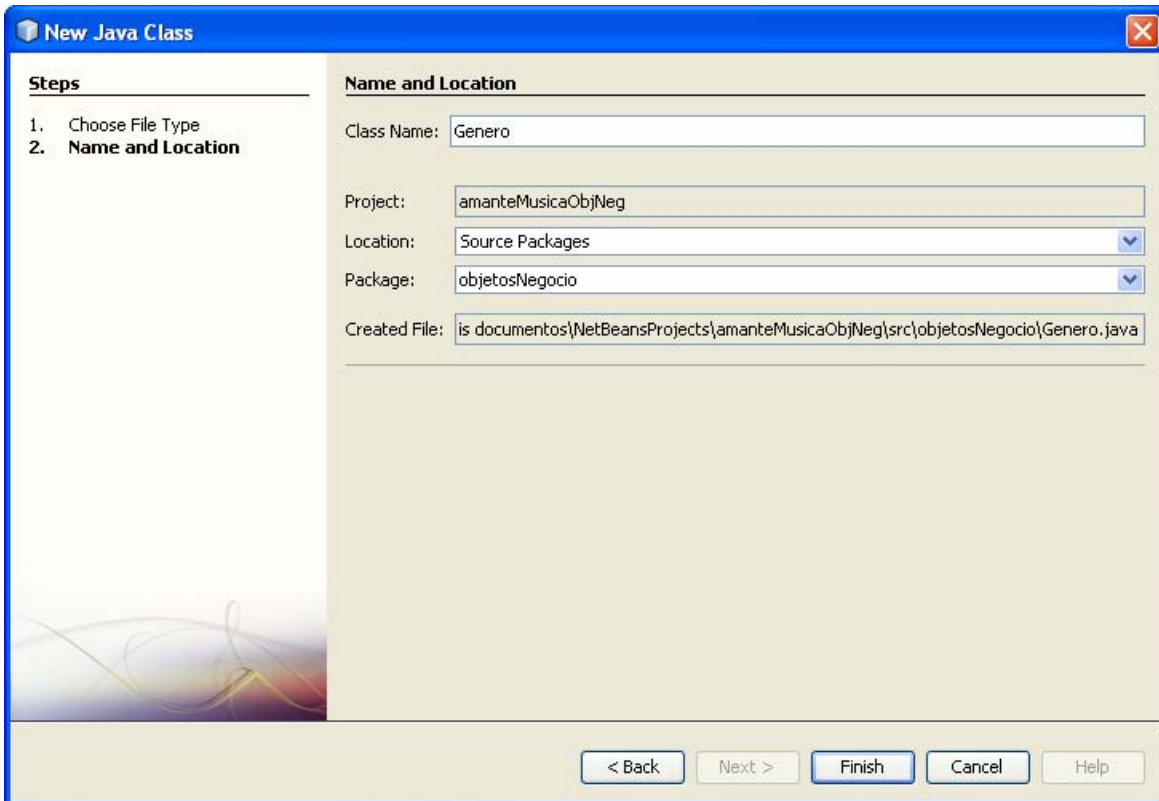 New Java Class
Steps
1. Choose File Type
2. Name and Location
Name and Location
Class Name: Genero
Project: amanteMusicaObjNeg
Location: Source Packages
Package: objetosNegocio
Created File: is documentos\NetBeansProjects\amanteMusicaObjNeg\src\objetosNegocio\Genero.java
< Back Next > Finish Cancel Help